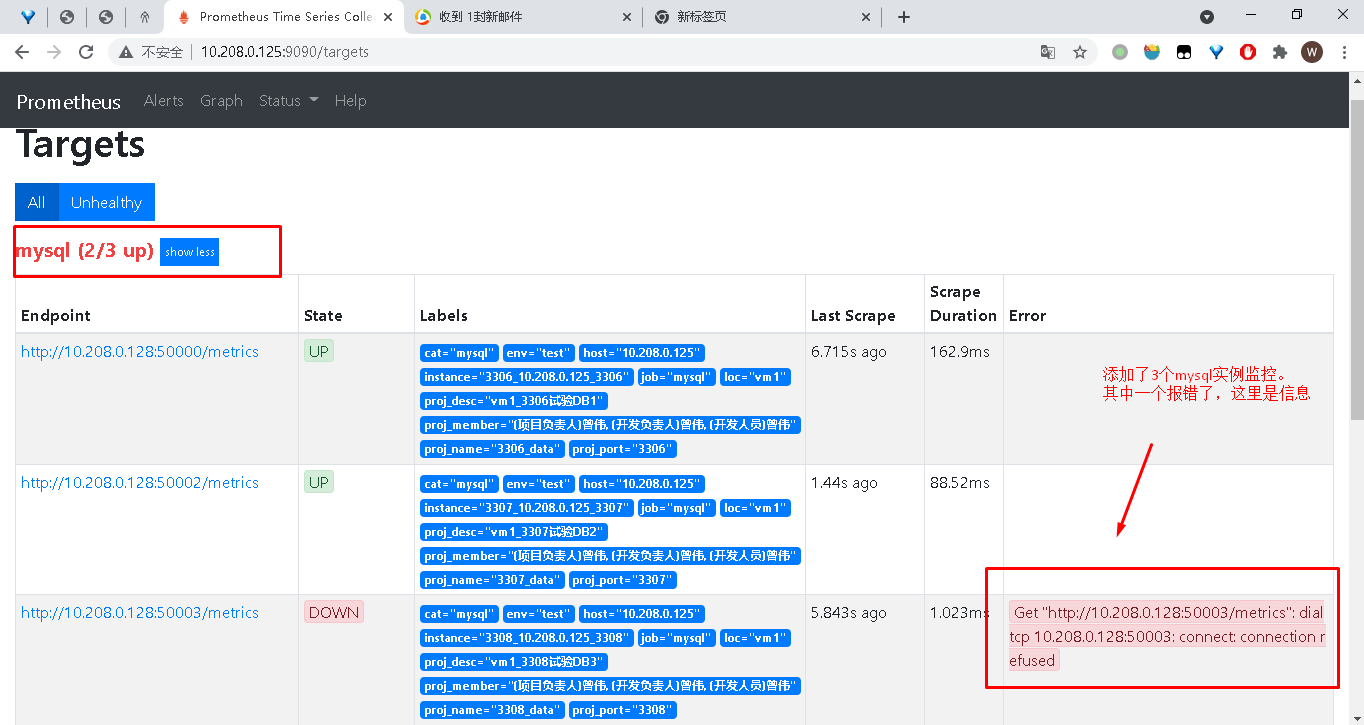 Prometheus Time Series Collec
收到 1封新邮件
新标签页
不安全
10.208.0.125:9090/targets
W
Prometheus
Alerts
Graph
Status
Help
Targets
All
Unhealthy
mysql (2/3 up)
show less
Endpoint
State
Labels
Last Scrape
Scrape
Duration
Error
http://10.208.0.128:50000/metrics
UP
cat="mysql" env="test" host="10.208.0.125"
instance="3306_10.208.0.125_3306" job="mysql" loc="vm1"
proj_desc="vm1_3306试验DB1"
proj_member="(项目负责人)曾伟, (开发负责人)曾伟, (开发人员)曾伟"
proj_name="3306_data" proj_port="3306"
6.715s ago
162.9ms
添加了3个mysql实例监控。
其中一个报错了，这里是信息
http://10.208.0.128:50002/metrics
UP
cat="mysql" env="test" host="10.208.0.125"
instance="3307_10.208.0.125_3307" job="mysql" loc="vm1"
proj_desc="vm1_3307试验DB2"
proj_member="(项目负责人)曾伟, (开发负责人)曾伟, (开发人员)曾伟"
proj_name="3307_data" proj_port="3307"
1.44s ago
88.52ms
http://10.208.0.128:50003/metrics
DOWN
cat="mysql" env="test" host="10.208.0.125"
instance="3308_10.208.0.125_3308" job="mysql" loc="vm1"
proj_desc="vm1_3308试验DB3"
proj_member="(项目负责人)曾伟, (开发负责人)曾伟, (开发人员)曾伟"
proj_name="3308_data" proj_port="3308"
5.843s ago
1.023ms
Get "http://10.208.0.128:50003/metrics": dial
tcp 10.208.0.128:50003: connect: connection r
efused